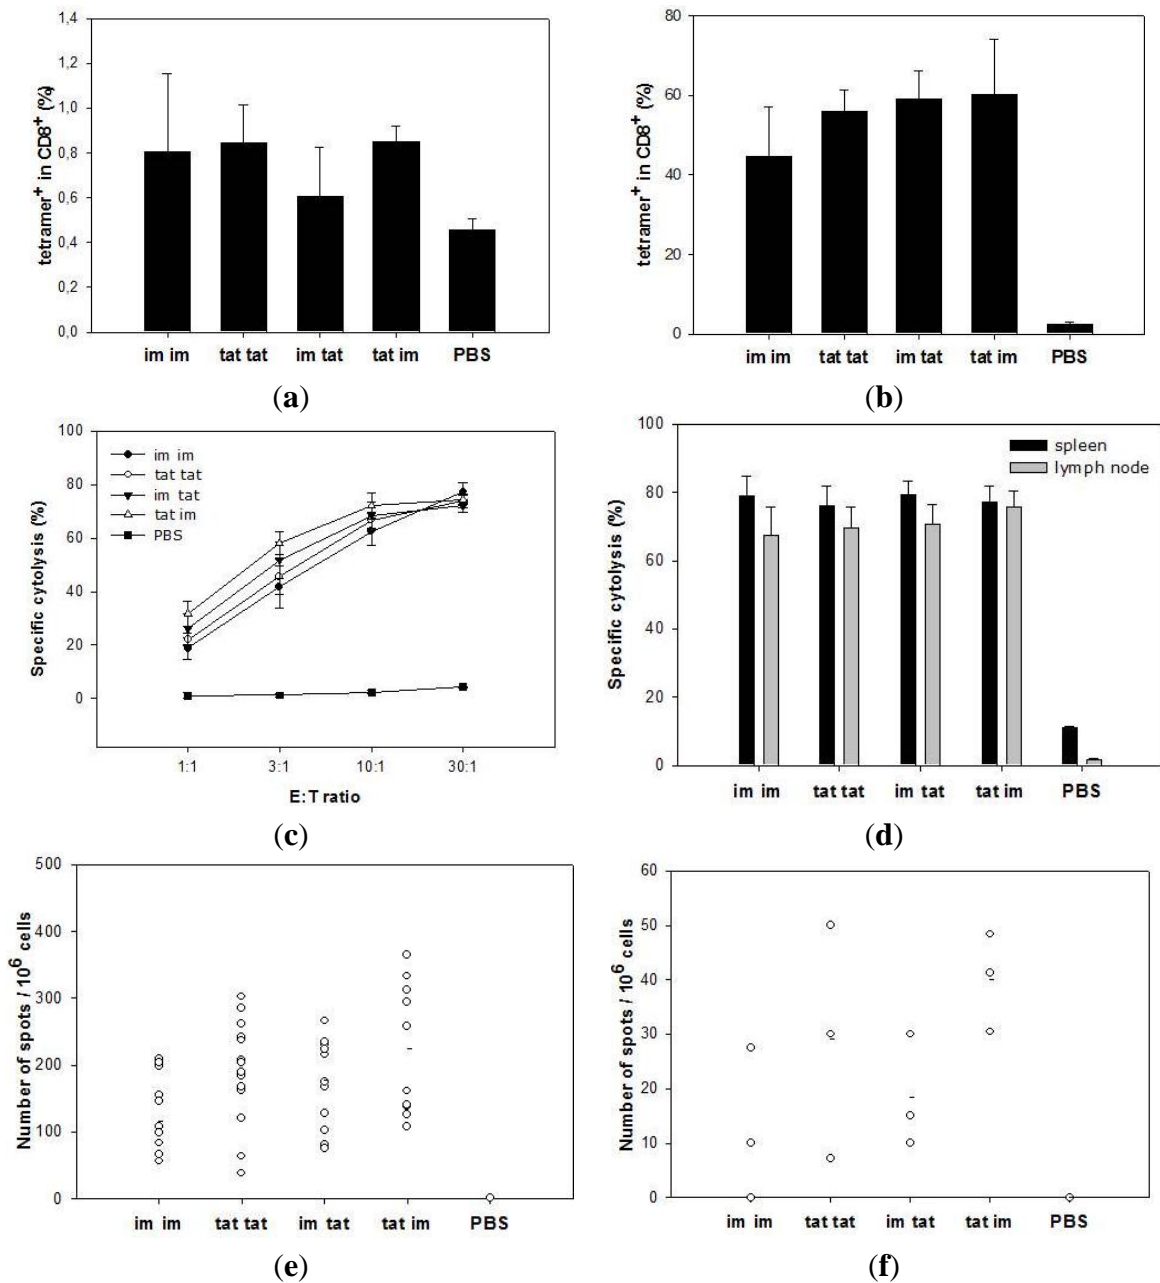 tetramer+ in CD8+ (%)
1,4
1,2
1,0
0,8
0,6
0,4
0,2
0,0
im im tat tat im tat tat im PBS
(a)
tetramer+ in CD8+ (%)
80
60
40
20
0
im im tat tat im tat tat im PBS
(b)
Specific cytolysis (%)
100
80
60
40
20
0
im im
tat tat
im tat
tat im
PBS
1:1 3:1 10:1 30:1
E:T ratio
(c)
Specific cytolysis (%)
100
80
60
40
20
0
spleen
lymph node
im im tat tat im tat tat im PBS
(d)
Number of spots / 10^6 cells
500
400
300
200
100
0
im im tat tat im tat tat im PBS
(e)
Number of spots / 10^6 cells
60
50
40
30
20
10
0
im im tat tat im tat tat im PBS
(f)